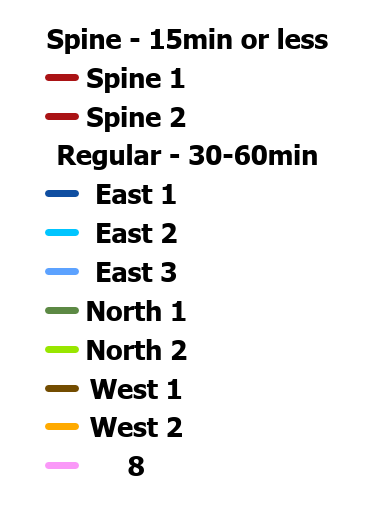 Spine - 15min or less
Spine 1
Spine 2
Regular - 30-60min
East 1
East 2
East 3
North 1
North 2
West 1
West 2
8